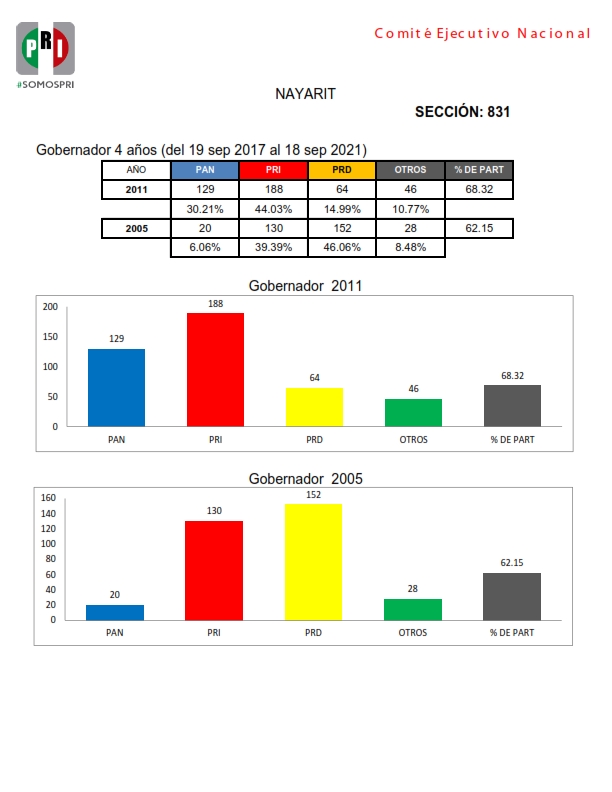 Comité Ejecutivo Nacional
PRI
#SOMOSPRI
NAYARIT
SECCIÓN: 831
Gobernador 4 años (del 19 sep 2017 al 18 sep 2021)
AÑO PAN PRI PRD OTROS % DE PART
2011 129 188 64 46 68.32
30.21% 44.03% 14.99% 10.77%
2005 20 130 152 28 62.15
6.06% 39.39% 46.06% 8.48%
Gobernador 2011
200
150
100
50
0
129
188
64
46
68.32
PAN PRI PRD OTROS % DE PART
Gobernador 2005
160
140
120
100
80
60
40
20
0
20
130
152
28
62.15
PAN PRI PRD OTROS % DE PART